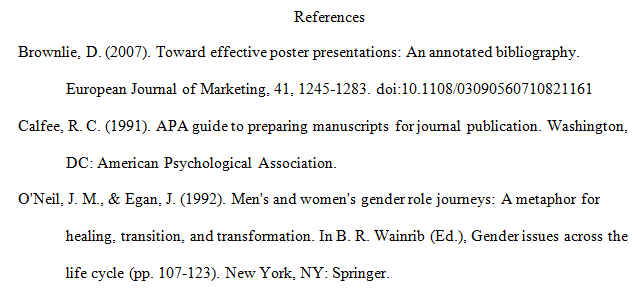 References
Brownlie, D. (2007). Toward effective poster presentations: An annotated bibliography.
European Journal of Marketing, 41, 1245-1283. doi:10.1108/03090560710821161
Calfee, R. C. (1991). APA guide to preparing manuscripts for journal publication. Washington,
DC: American Psychological Association.
O'Neil, J. M., & Egan, J. (1992). Men's and women's gender role journeys: A metaphor for
healing, transition, and transformation. In B. R. Wainrib (Ed.), Gender issues across the
life cycle (pp. 107-123). New York, NY: Springer.